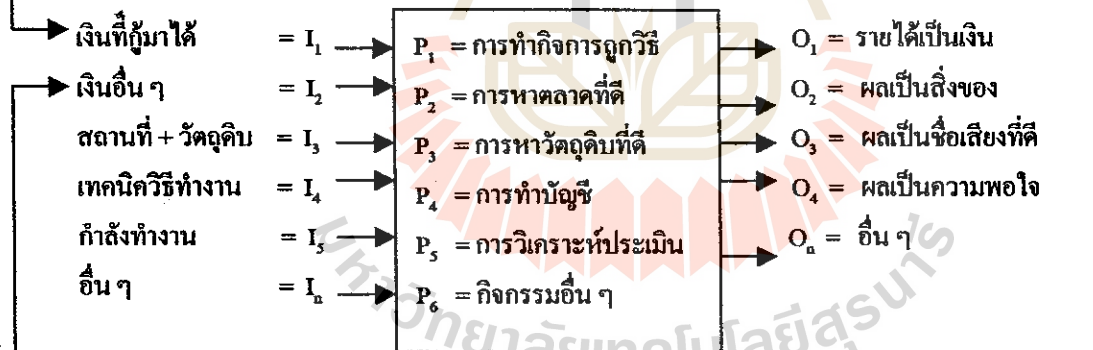 เงินที่กู้มาได้ = I₁ P₁ = การทำกิจการถูกวิธี O₁ = รายได้เป็นเงิน
เงินอื่น ๆ = I₂ P₂ = การหาตลาดที่ดี O₂ = ผลเป็นสิ่งของ
สถานที่ + วัตถุดิบ = I₃ P₃ = การหาวัตถุดิบที่ดี O₃ = ผลเป็นชื่อเสียงที่ดี
เทคนิควิธีทำงาน = I₄ P₄ = การทำบัญชี O₄ = ผลเป็นความพอใจ
กำลังทำงาน = I₅ P₅ = การวิเคราะห์ประเมิน Oₙ = อื่น ๆ
อื่น ๆ = Iₙ P₆ = กิจกรรมอื่น ๆ